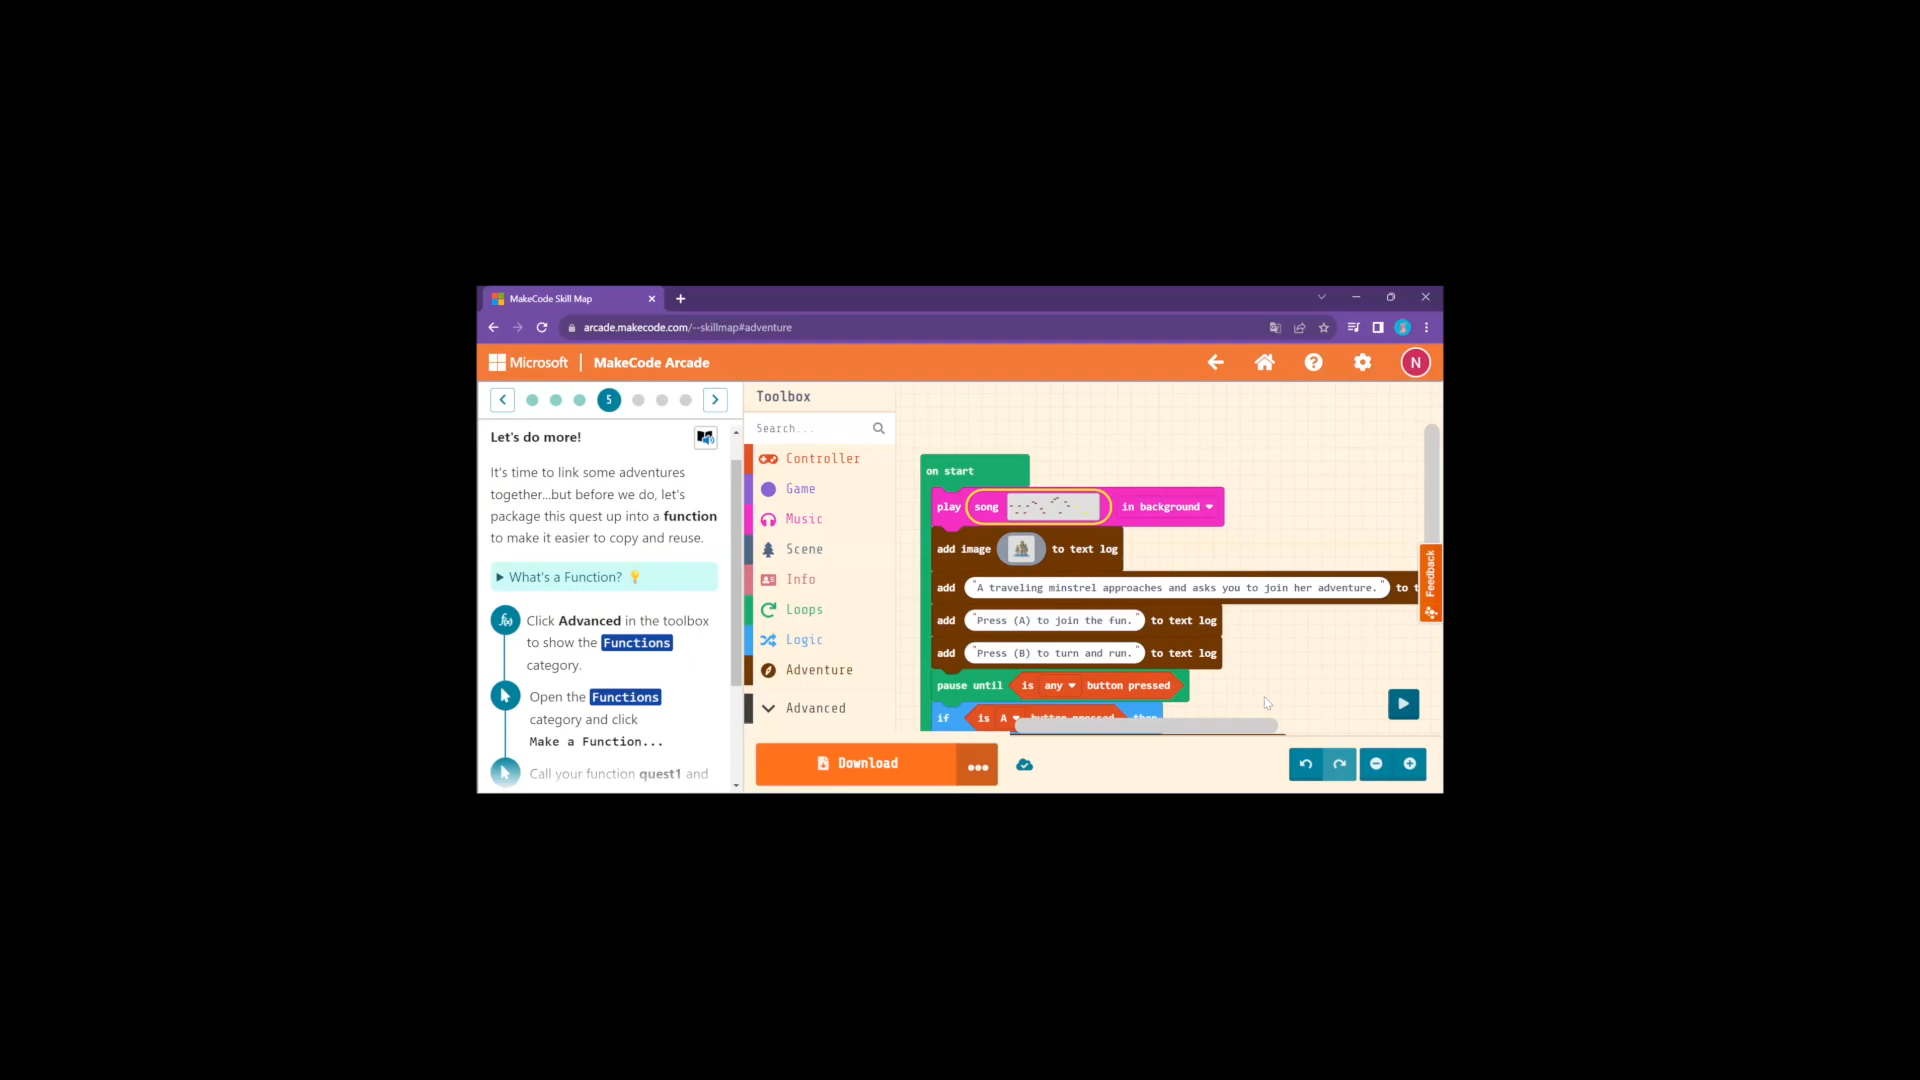 MakeCode Skill Map
arcade.makecode.com/--skillmap#adventure
Microsoft | MakeCode Arcade
N
5
Let's do more!
It's time to link some adventures
together...but before we do, let's
package this quest up into a function
to make it easier to copy and reuse.
What's a Function?
Click Advanced in the toolbox
to show the Functions
category.
Open the Functions
category and click
Make a Function...
Call your function quest1 and
Toolbox
Search...
Controller
Game
Music
Scene
Info
Loops
Logic
Adventure
Advanced
on start
play song in background
add image to text log
add "A traveling minstrel approaches and asks you to join her adventure." to t
add "Press (A) to join the fun." to text log
add "Press (B) to turn and run." to text log
pause until is any button pressed
if is A button pressed then
Feedback
Download